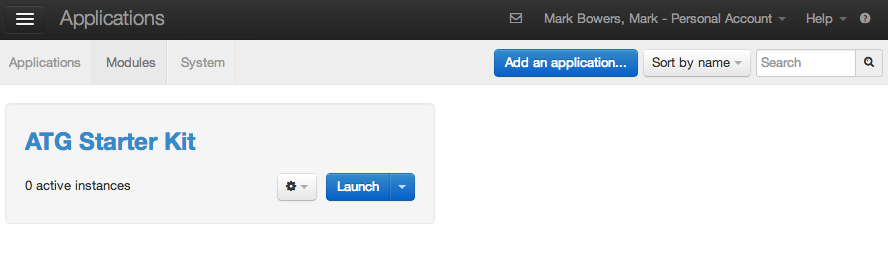 Applications Mark Bowers, Mark - Personal Account Help
Applications Modules System Add an application... Sort by name Search
ATG Starter Kit
0 active instances Launch